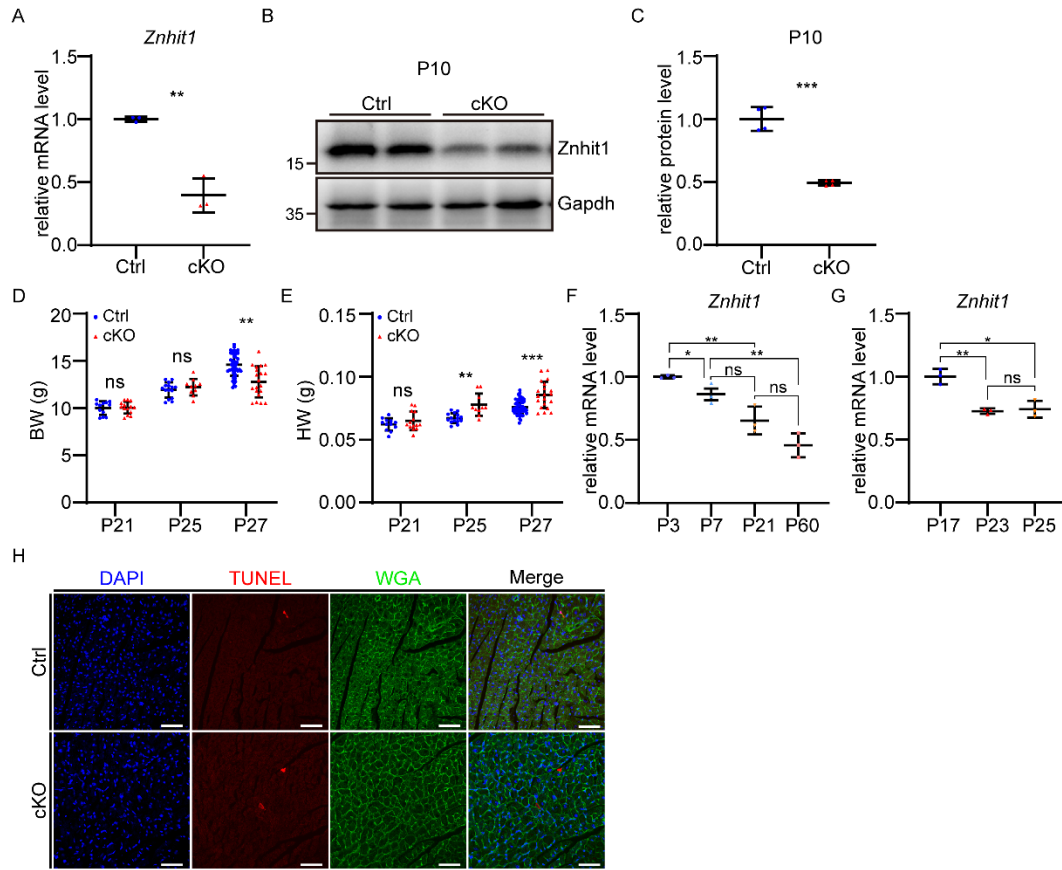 A
Znhit1
relative mRNA level
1.5
1.0
0.5
0.0
**
Ctrl
cKO
B
P10
Ctrl
cKO
Znhit1
15
Gapdh
35
C
P10
relative protein level
1.5
1.0
0.5
0.0
***
Ctrl
cKO
D
Ctrl
cKO
BW (g)
20
15
10
5
0
ns
ns
**
P21
P25
P27
E
Ctrl
cKO
HW (g)
0.15
0.10
0.05
0.00
ns
**
***
P21
P25
P27
F
Znhit1
relative mRNA level
1.5
1.0
0.5
0.0
**
*
**
ns
ns
P3
P7
P21
P60
G
Znhit1
relative mRNA level
1.5
1.0
0.5
0.0
*
**
ns
P17
P23
P25
H
DAPI
TUNEL
WGA
Merge
Ctrl
cKO